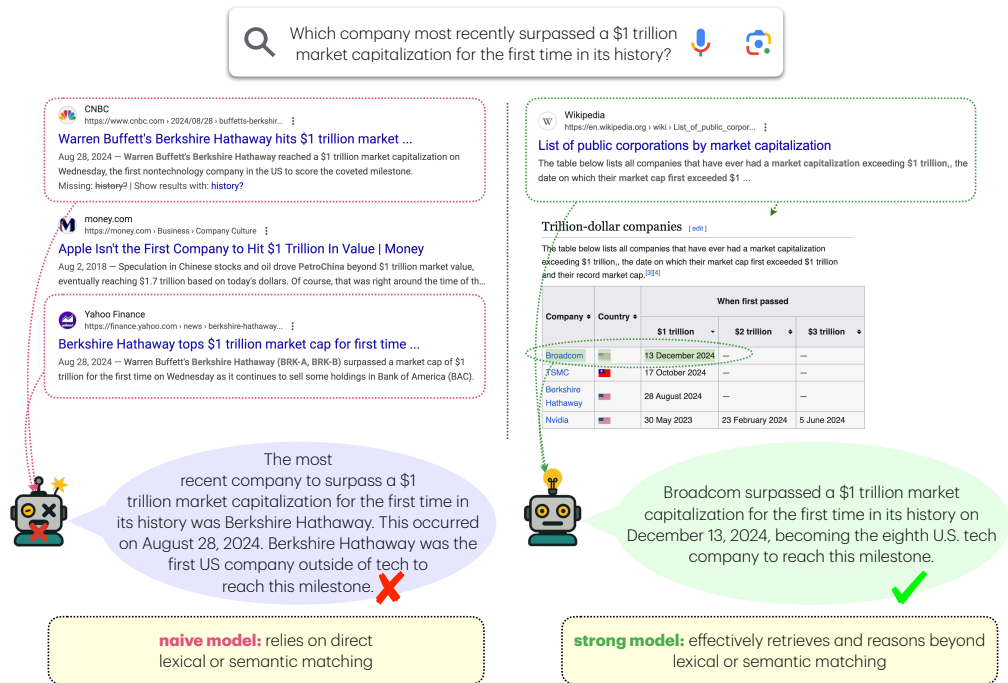 Which company most recently surpassed a $1 trillion
market capitalization for the first time in its history?
CNBC
https://www.cnbc.com › 2024/08/28 › buffetts-berkshir...
Warren Buffett's Berkshire Hathaway hits $1 trillion market ...
Aug 28, 2024 — Warren Buffett's Berkshire Hathaway reached a $1 trillion market capitalization on
Wednesday, the first nontechnology company in the US to score the coveted milestone.
Missing: history? | Show results with: history?
money.com
https://money.com › Business › Company Culture
Apple Isn't the First Company to Hit $1 Trillion In Value | Money
Aug 2, 2018 — Speculation in Chinese stocks and oil drove PetroChina beyond $1 trillion market value,
eventually reaching $1.7 trillion based on today's dollars. Of course, that was right around the time of th...
Yahoo Finance
https://finance.yahoo.com › news › berkshire-hathaway...
Berkshire Hathaway tops $1 trillion market cap for first time ...
Aug 28, 2024 — Warren Buffett's Berkshire Hathaway (BRK-A, BRK-B) surpassed a market cap of $1
trillion for the first time on Wednesday as it continues to sell some holdings in Bank of America (BAC).
The most
recent company to surpass a $1
trillion market capitalization for the first time in
its history was Berkshire Hathaway. This occurred
on August 28, 2024. Berkshire Hathaway was the
first US company outside of tech to
reach this milestone.
naive model: relies on direct
lexical or semantic matching
W
Wikipedia
https://en.wikipedia.org › wiki › List_of_public_corpor...
List of public corporations by market capitalization
The table below lists all companies that have ever had a market capitalization exceeding $1 trillion,, the
date on which their market cap first exceeded $1 ...
Trillion-dollar companies [ edit ]
The table below lists all companies that have ever had a market capitalization
exceeding $1 trillion,, the date on which their market cap first exceeded $1 trillion
and their record market cap.[3][4]
Company Country When first passed
$1 trillion $2 trillion $3 trillion
Broadcom 13 December 2024 — —
TSMC 17 October 2024 — —
Berkshire
Hathaway 28 August 2024 — —
Nvidia 30 May 2023 23 February 2024 5 June 2024
Broadcom surpassed a $1 trillion market
capitalization for the first time in its history on
December 13, 2024, becoming the eighth U.S. tech
company to reach this milestone.
strong model: effectively retrieves and reasons beyond
lexical or semantic matching